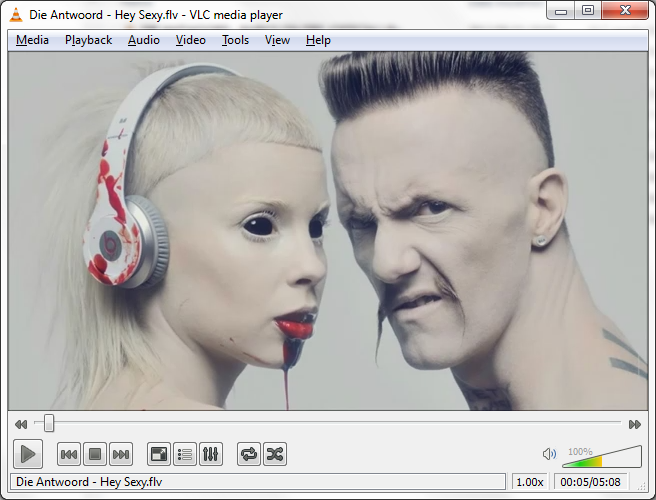 Die Antwoord - Hey Sexy.flv - VLC media player
Media Playback Audio Video Tools View Help
100%
Die Antwoord - Hey Sexy.flv 1.00x 00:05/05:08